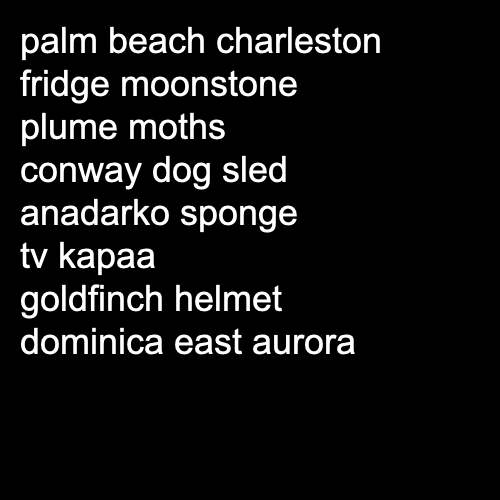 palm beach charleston
fridge moonstone
plume moths
conway dog sled
anadarko sponge
tv kapaa
goldfinch helmet
dominica east aurora